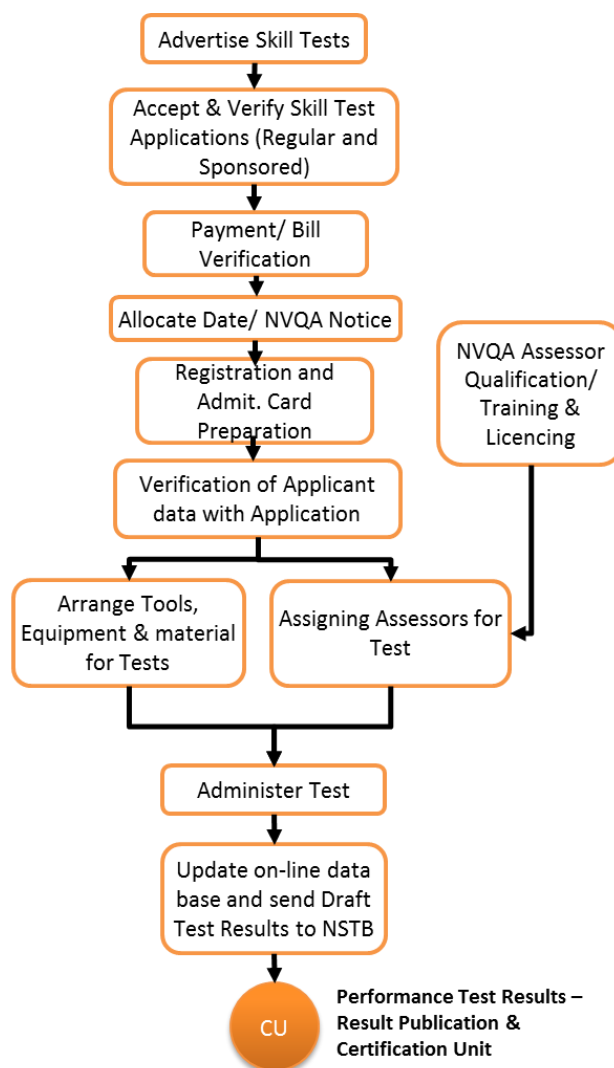 Advertise Skill Tests
Accept & Verify Skill Test
Applications (Regular and
Sponsored)
Payment/ Bill
Verification
Allocate Date/ NVQA Notice
Registration and
Admit. Card
Preparation
NVQA Assessor
Qualification/
Training &
Licencing
Verification of Applicant
data with Application
Arrange Tools,
Equipment & material
for Tests
Assigning Assessors for
Test
Administer Test
Update on-line data
base and send Draft
Test Results to NSTB
CU
Performance Test Results –
Result Publication &
Certification Unit